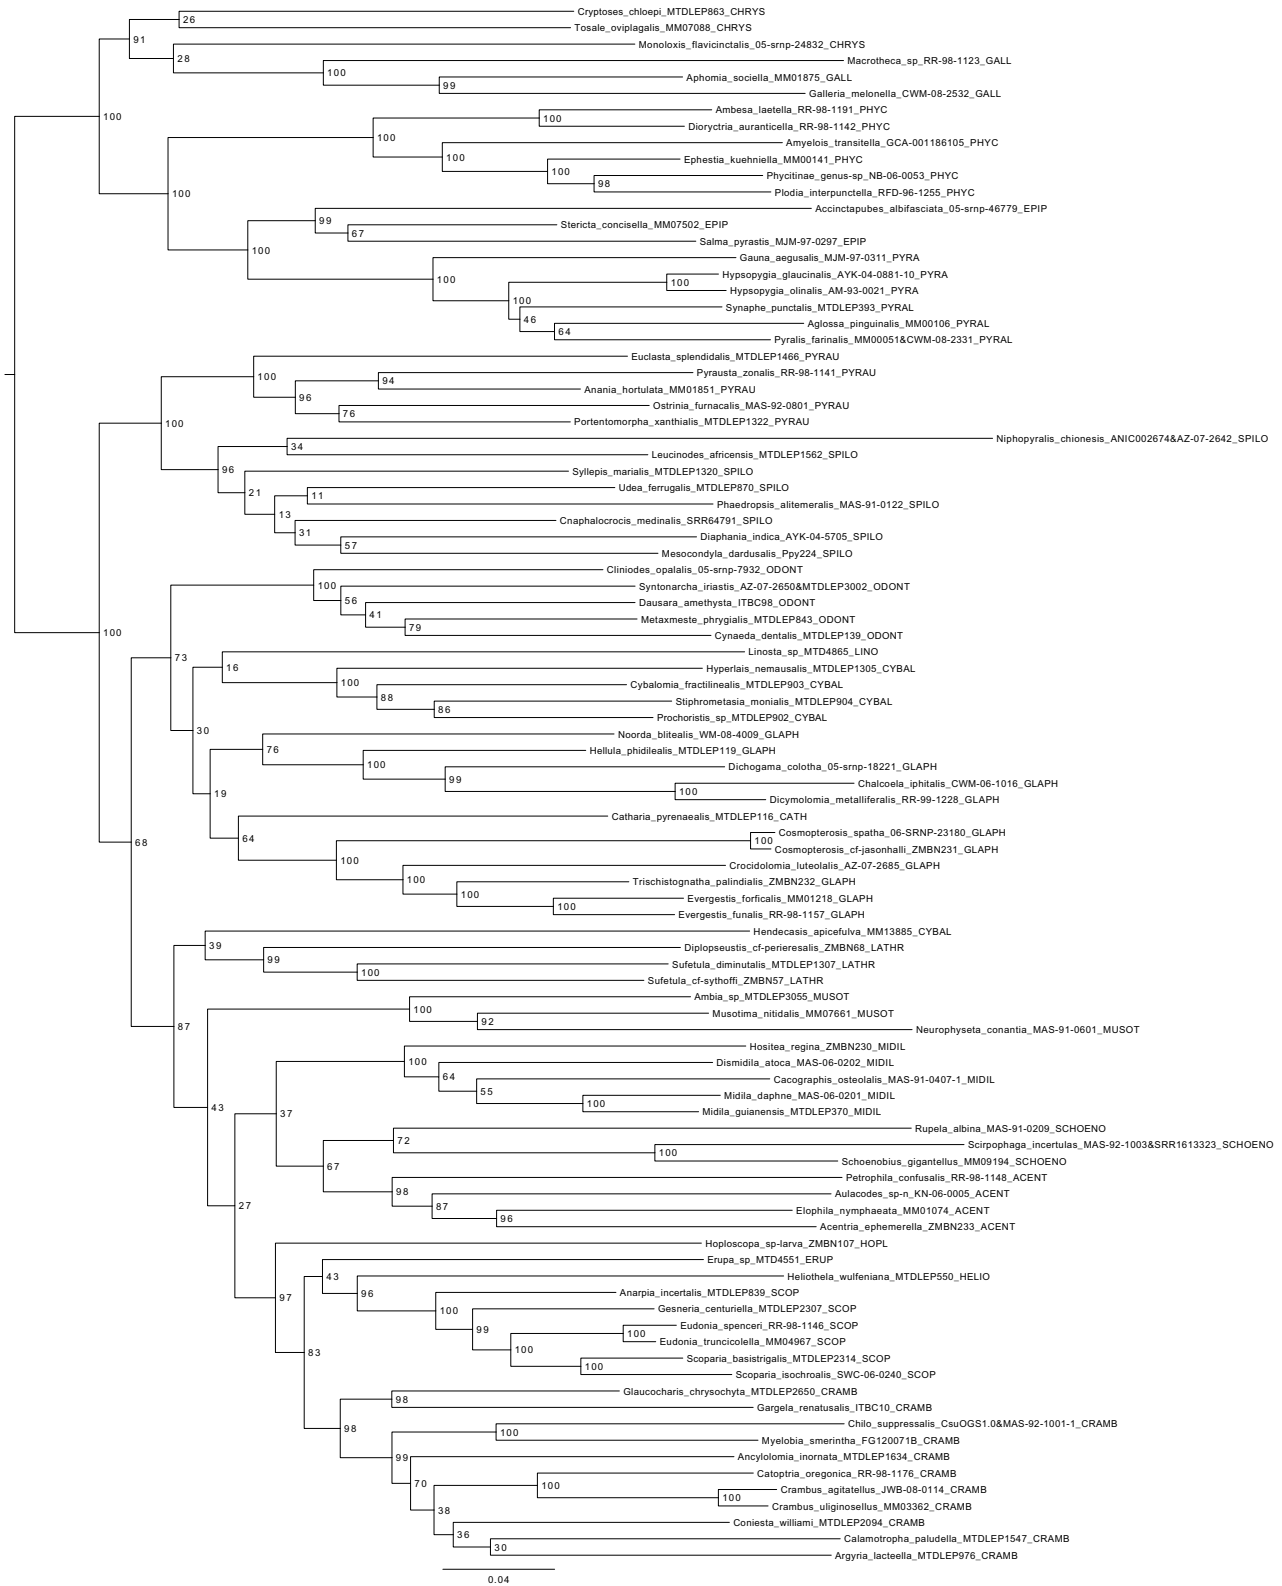 Cryptoses_chloepi_MTDLEP863_CHRYS
26
Tosale_oviplagalis_MM07088_CHRYS
91
Monoloxis_flavicinctalis_05-srnp-24832_CHRYS
28
Macrotheca_sp_RR-98-1123_GALL
100
Aphomia_sociella_MM01875_GALL
99
Galleria_melonella_CWM-08-2532_GALL
100
Ambesa_laetella_RR-98-1191_PHYC
100
Dioryctria_auranticella_RR-98-1142_PHYC
100
Amyelois_transitella_GCA-001186105_PHYC
100
Ephestia_kuehniella_MM00141_PHYC
100
Phycitinae_genus-sp_NB-06-0053_PHYC
98
Plodia_interpunctella_RFD-96-1255_PHYC
100
Accinctapubes_albifasciata_05-srnp-46779_EPIP
99
Stericta_concisella_MM07502_EPIP
67
Salma_pyrastis_MJM-97-0297_EPIP
100
Gauna_aegusalis_MJM-97-0311_PYRA
100
Hypsopygia_glaucinalis_AYK-04-0881-10_PYRA
100
Hypsopygia_olinalis_AM-93-0021_PYRA
100
Synaphe_punctalis_MTDLEP393_PYRAL
46
Aglossa_pinguinalis_MM00106_PYRAL
64
Pyralis_farinalis_MM00051&CWM-08-2331_PYRAL
Euclasta_splendidalis_MTDLEP1466_PYRAU
100
Pyrausta_zonalis_RR-98-1141_PYRAU
94
Anania_hortulata_MM01851_PYRAU
96
Ostrinia_furnacalis_MAS-92-0801_PYRAU
76
Portentomorpha_xanthialis_MTDLEP1322_PYRAU
100
Niphopyralis_chionesis_ANIC002674&AZ-07-2642_SPILO
34
Leucinodes_africensis_MTDLEP1562_SPILO
96
Syllepis_marialis_MTDLEP1320_SPILO
21
Udea_ferrugalis_MTDLEP870_SPILO
11
Phaedropsis_alitemeralis_MAS-91-0122_SPILO
13
Cnaphalocrocis_medinalis_SRR64791_SPILO
31
Diaphania_indica_AYK-04-5705_SPILO
57
Mesocondyla_dardusalis_Ppy224_SPILO
100
Cliniodes_opalalis_05-srnp-7932_ODONT
100
Syntonarcha_iriastis_AZ-07-2650&MTDLEP3002_ODONT
56
Dausara_amethysta_ITBC98_ODONT
41
Metaxmeste_phrygialis_MTDLEP843_ODONT
79
Cynaeda_dentalis_MTDLEP139_ODONT
73
Linosta_sp_MTD4865_LINO
16
Hyperlais_nemausalis_MTDLEP1305_CYBAL
100
Cybalomia_fractilinealis_MTDLEP903_CYBAL
88
Stiphrometasia_monialis_MTDLEP904_CYBAL
86
Prochoristis_sp_MTDLEP902_CYBAL
30
Noorda_blitealis_WM-08-4009_GLAPH
76
Hellula_phidilealis_MTDLEP119_GLAPH
100
Dichogama_colotha_05-srnp-18221_GLAPH
99
Chalcoela_iphitalis_CWM-06-1016_GLAPH
100
Dicymolomia_metalliferalis_RR-99-1228_GLAPH
19
Catharia_pyrenaealis_MTDLEP116_CATH
64
Cosmopterosis_spatha_06-SRNP-23180_GLAPH
100
Cosmopterosis_cf-jasonhalli_ZMBN231_GLAPH
100
Crocidolomia_luteolalis_AZ-07-2685_GLAPH
100
Trischistognatha_palindialis_ZMBN232_GLAPH
100
Evergestis_forficalis_MM01218_GLAPH
100
Evergestis_funalis_RR-98-1157_GLAPH
68
Hendecasis_apicefulva_MM13885_CYBAL
39
Diplopseustis_cf-perieresalis_ZMBN68_LATHR
99
Sufetula_diminutalis_MTDLEP1307_LATHR
100
Sufetula_cf-sythoffi_ZMBN57_LATHR
87
Ambia_sp_MTDLEP3055_MUSOT
100
Musotima_nitidalis_MM07661_MUSOT
92
Neurophyseta_conantia_MAS-91-0601_MUSOT
43
Hositea_regina_ZMBN230_MIDIL
100
Dismidila_atoca_MAS-06-0202_MIDIL
64
Cacographis_osteolalis_MAS-91-0407-1_MIDIL
55
Midila_daphne_MAS-06-0201_MIDIL
100
Midila_guianensis_MTDLEP370_MIDIL
37
Rupela_albina_MAS-91-0209_SCHOENO
72
Scirpophaga_incertulas_MAS-92-1003&SRR1613323_SCHOENO
100
Schoenobius_gigantellus_MM09194_SCHOENO
67
Petrophila_confusalis_RR-98-1148_ACENT
98
Aulacodes_sp-n_KN-06-0005_ACENT
87
Elophila_nymphaeata_MM01074_ACENT
96
Acentria_ephemerella_ZMBN233_ACENT
27
Hoploscopa_sp-larva_ZMBN107_HOPL
97
Erupa_sp_MTD4551_ERUP
43
Heliothela_wulfeniana_MTDLEP550_HELIO
96
Anarpia_incertalis_MTDLEP839_SCOP
100
Gesneria_centuriella_MTDLEP2307_SCOP
99
Eudonia_spenceri_RR-98-1146_SCOP
100
Eudonia_truncicolella_MM04967_SCOP
100
Scoparia_basistrigalis_MTDLEP2314_SCOP
100
Scoparia_isochroalis_SWC-06-0240_SCOP
83
Glaucocharis_chrysochyta_MTDLEP2650_CRAMB
98
Gargela_renatusalis_ITBC10_CRAMB
98
Chilo_suppressalis_CsuOGS1.0&MAS-92-1001-1_CRAMB
100
Myelobia_smerintha_FG120071B_CRAMB
99
Ancylolomia_inornata_MTDLEP1634_CRAMB
70
Catoptria_oregonica_RR-98-1176_CRAMB
100
Crambus_agitatellus_JWB-08-0114_CRAMB
100
Crambus_uliginosellus_MM03362_CRAMB
38
Coniesta_williami_MTDLEP2094_CRAMB
36
Calamotropha_paludella_MTDLEP1547_CRAMB
30
Argyria_lacteella_MTDLEP976_CRAMB
0.04